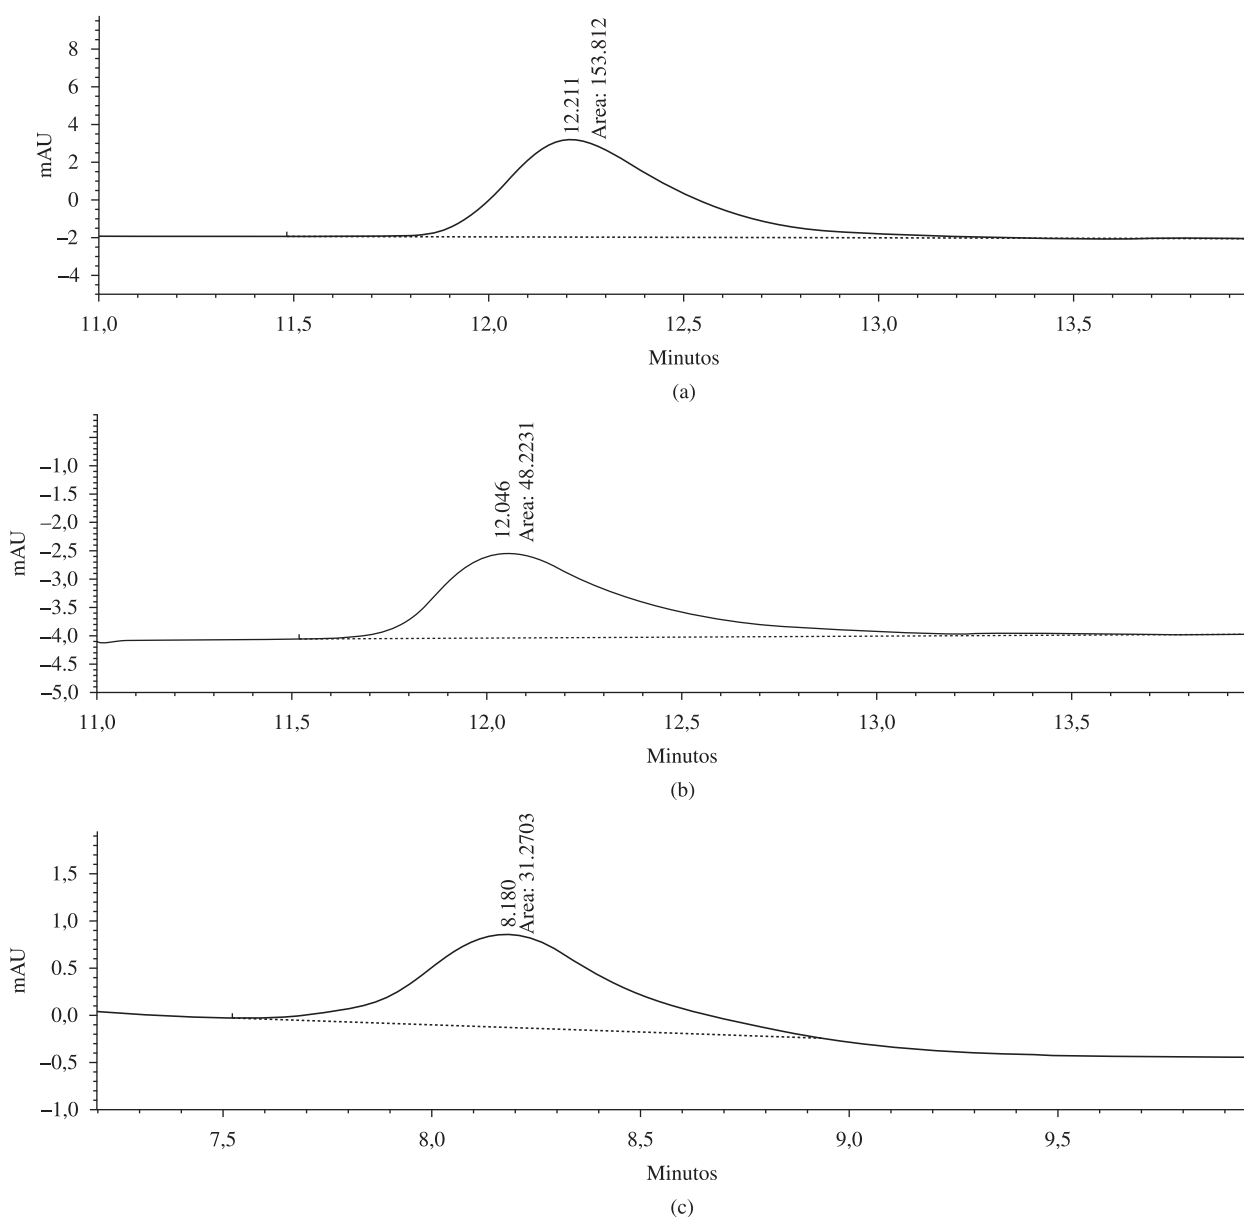 12.211
Area: 153.812
8
6
4
2
0
−2
−4
mAU
11,0 11,5 12,0 12,5 13,0 13,5
Minutos
(a)
12.046
Area: 48.2231
−1,0
−1.5
−2,0
−2,5
−3,0
−3.5
−4.0
−4.5
−5,0
mAU
11,0 11,5 12,0 12,5 13,0 13,5
Minutos
(b)
8.180
Area: 31.2703
1,5
1,0
0,5
0,0
−0,5
−1,0
mAU
7,5 8,0 8,5 9,0 9,5
Minutos
(c)